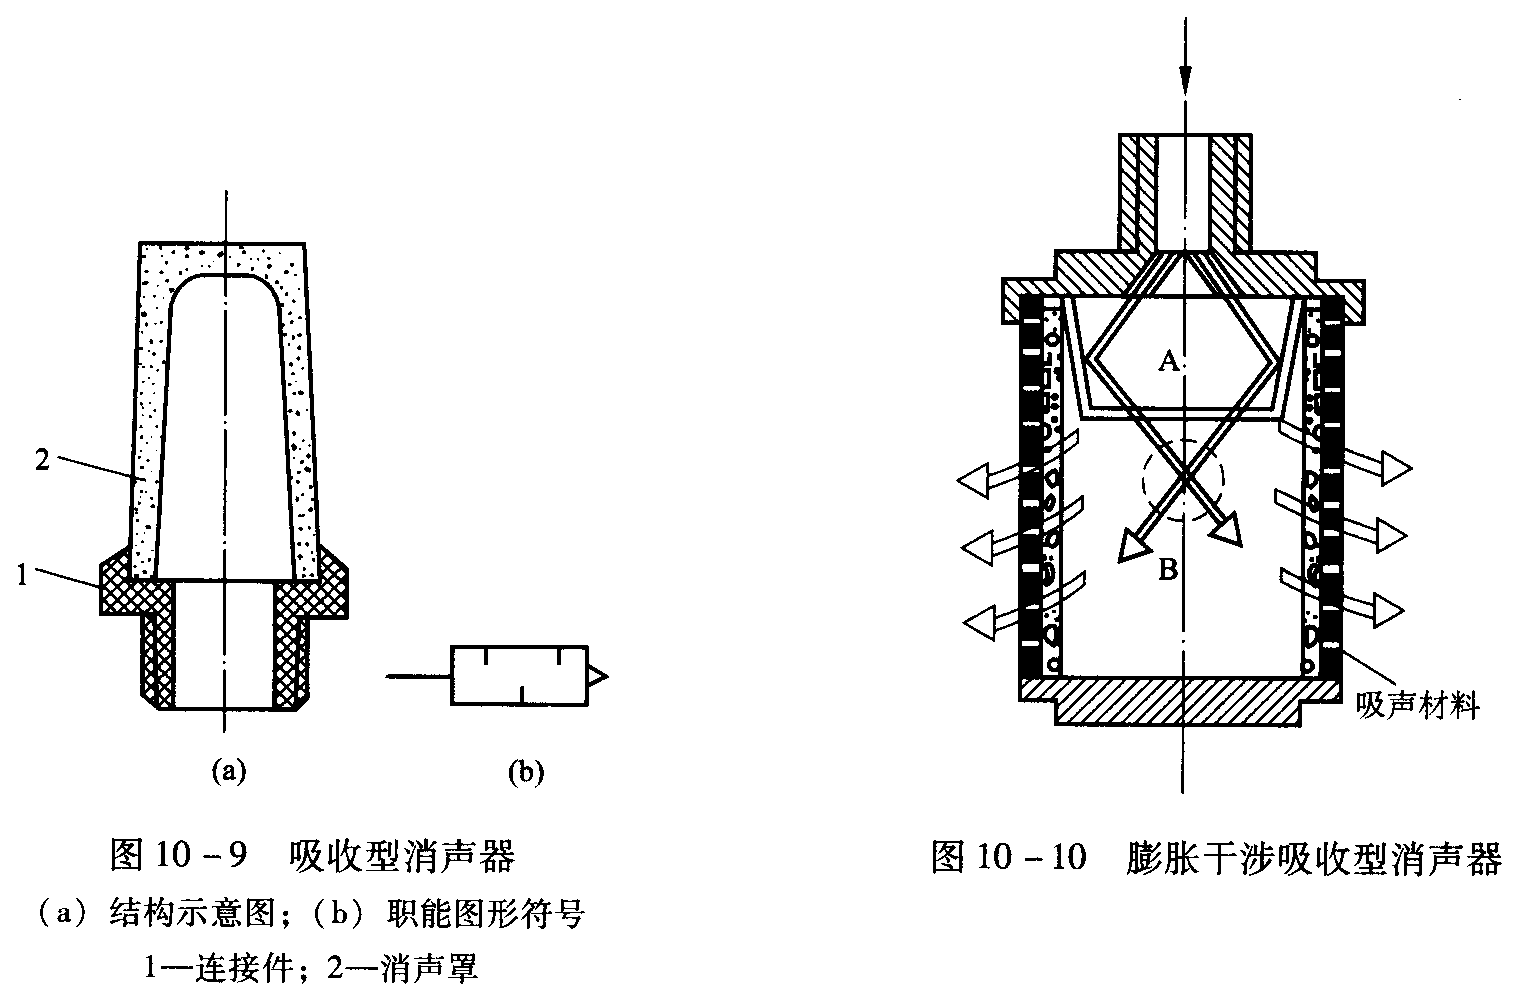 2
1
(a)
(b)
图 10-9 吸收型消声器
(a) 结构示意图；(b) 职能图形符号
1—连接件；2—消声罩
A
B
吸声材料
图 10-10 膨胀干涉吸收型消声器